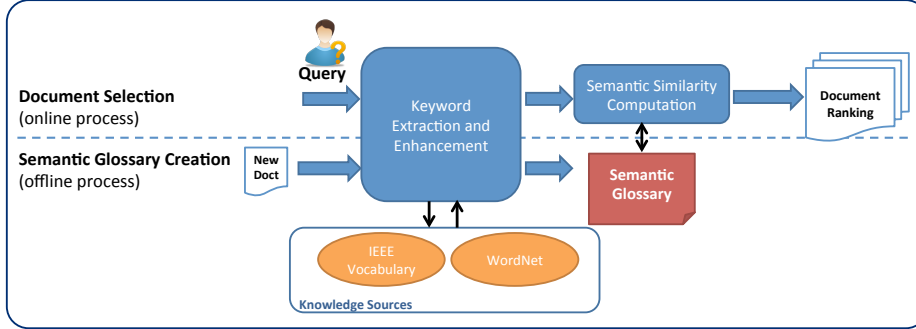 Query
Document Selection
(online process)
Keyword
Extraction and
Enhancement
Semantic Similarity
Computation
Document
Ranking
Semantic Glossary Creation
(offline process)
New
Doct
Semantic
Glossary
IEEE
Vocabulary
WordNet
Knowledge Sources